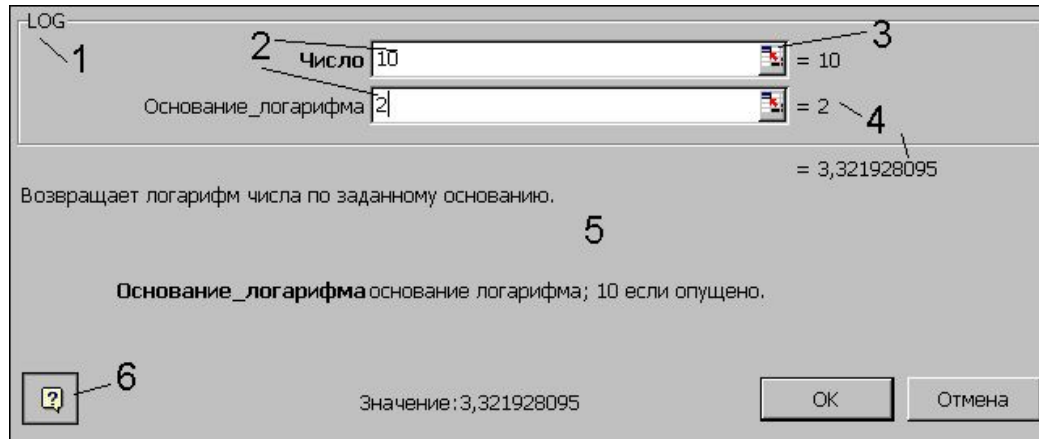 LOG
1
2
3
Число 10 = 10
Основание_логарифма 2 = 2
4
= 3,321928095
Возвращает логарифм числа по заданному основанию.
5
Основание_логарифма основание логарифма; 10 если опущено.
6
?
Значение:3,321928095
OK
Отмена